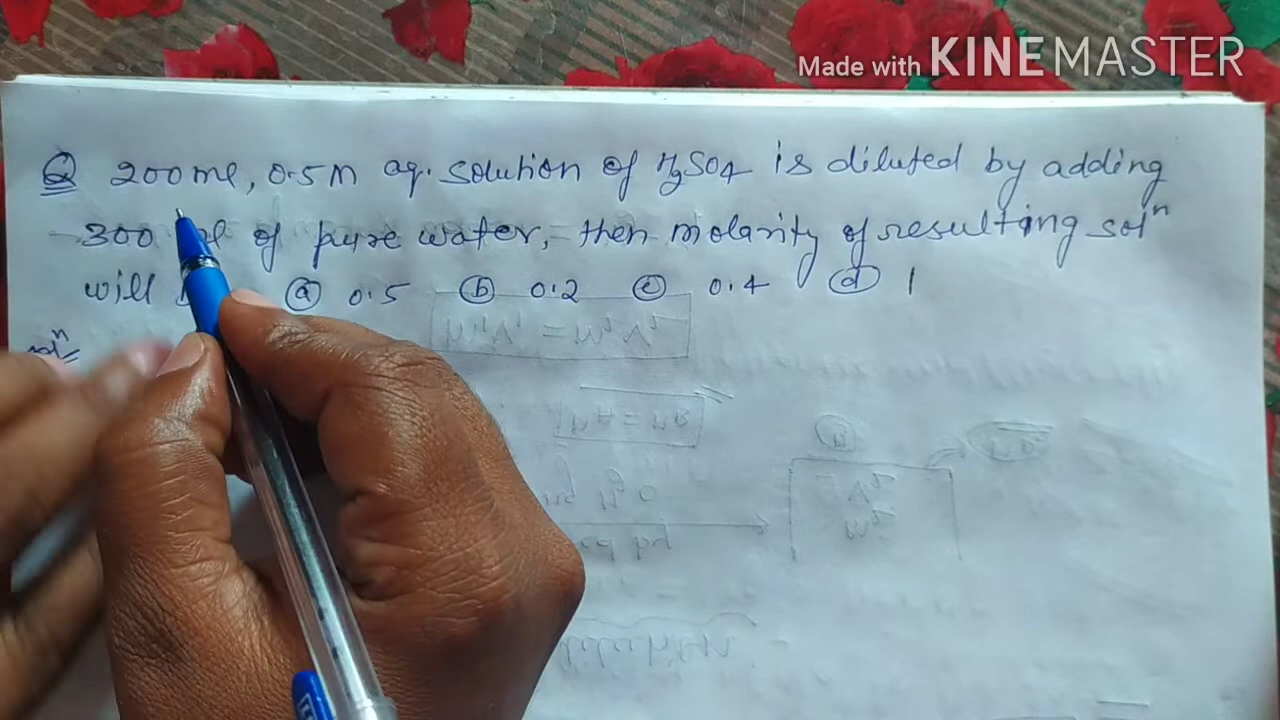 Made with KINEMASTER
Q 200ml, 0.5M aq. solution of H2SO4 is diluted by adding
300 of pure water, then molarity of resulting solⁿ
will (a) 0.5 (b) 0.2 (c) 0.4 (d) 1
solⁿ